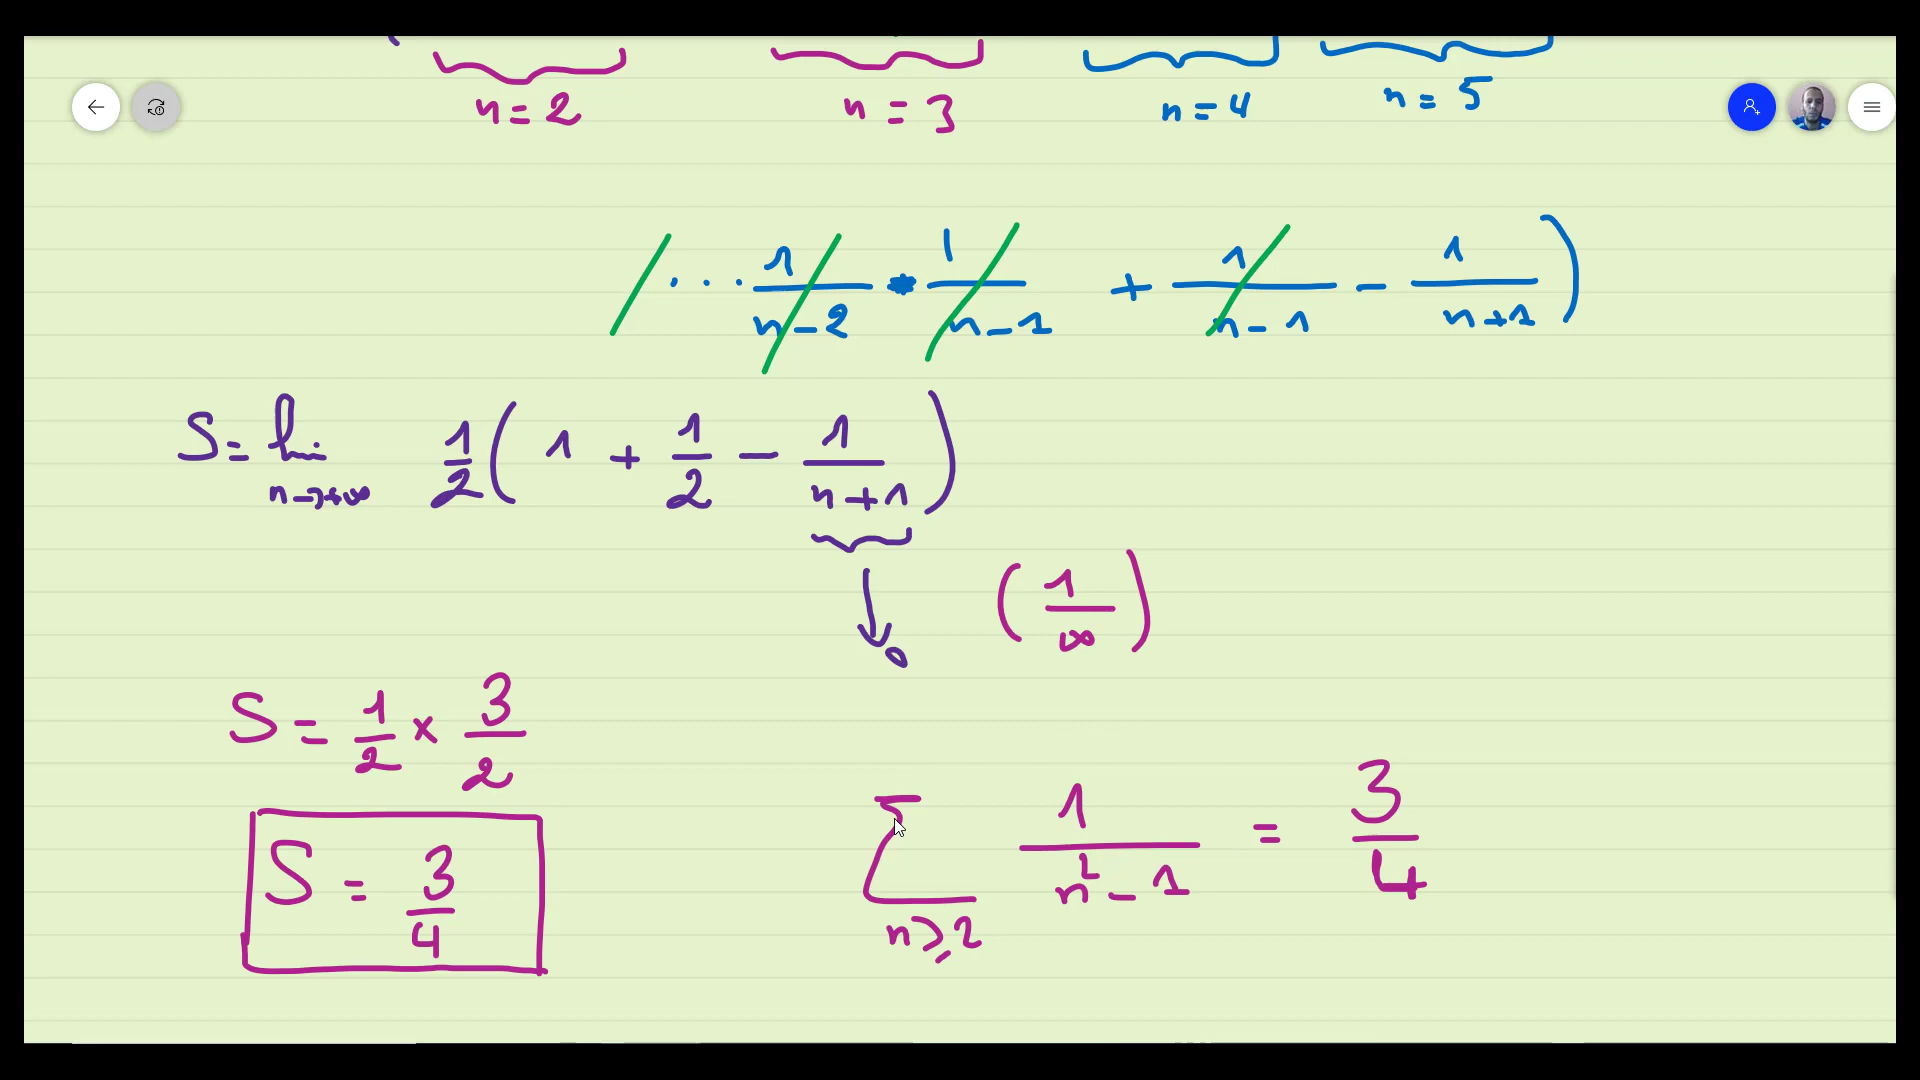 n = 2 n = 3 n = 4 n = 5
... 1/(n-2) 1/(n-1) + 1/(n-1) - 1/(n+1) )
S = lim n→+∞ 1/2 ( 1 + 1/2 - 1/(n+1) )
↓ 0 ( 1/∞ )
S = 1/2 × 3/2
S = 3/4
∑ n⩾2 1/(n² - 1) = 3/4